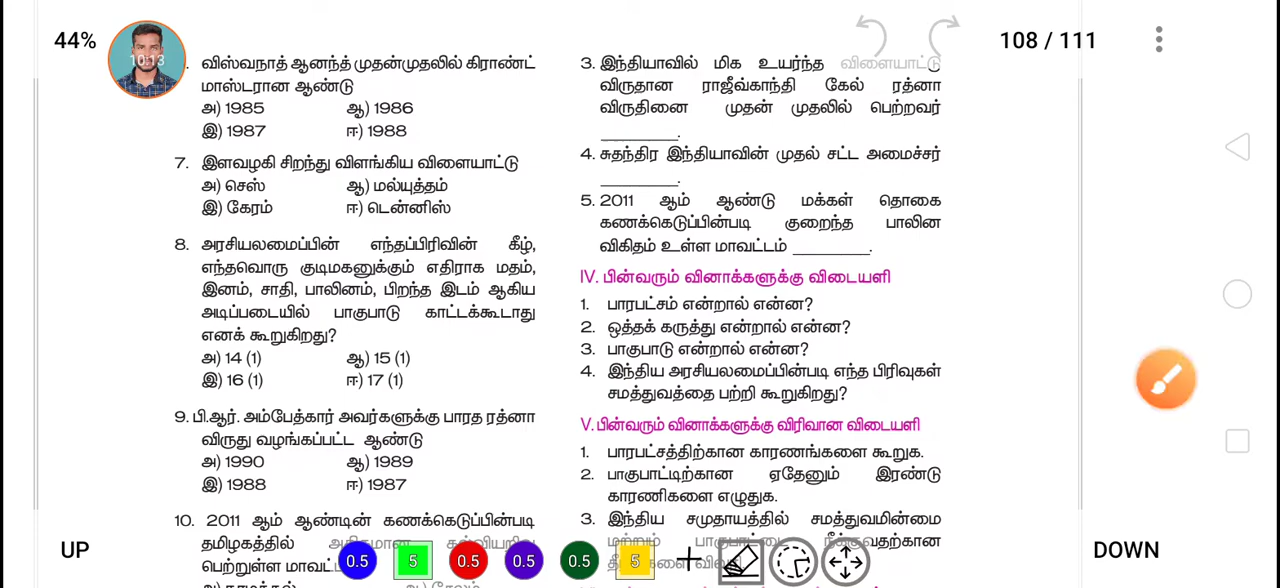 44%
10:13
108 / 111
விஸ்வநாத் ஆனந்த் முதன்முதலில் கிராண்ட்
மாஸ்டரான ஆண்டு
அ) 1985 ஆ) 1986
இ) 1987 ஈ) 1988
7. இளவழகி சிறந்து விளங்கிய விளையாட்டு
அ) செஸ் ஆ) மல்யுத்தம்
இ) கேரம் ஈ) டென்னிஸ்
8. அரசியலமைப்பின் எந்தப்பிரிவின் கீழ்,
எந்தவொரு குடிமகனுக்கும் எதிராக மதம்,
இனம், சாதி, பாலினம், பிறந்த இடம் ஆகிய
அடிப்படையில் பாகுபாடு காட்டக்கூடாது
எனக் கூறுகிறது?
அ) 14 (1) ஆ) 15 (1)
இ) 16 (1) ஈ) 17 (1)
9. பி.ஆர். அம்பேத்கார் அவர்களுக்கு பாரத ரத்னா
விருது வழங்கப்பட்ட ஆண்டு
அ) 1990 ஆ) 1989
இ) 1988 ஈ) 1987
10. 2011 ஆம் ஆண்டின் கணக்கெடுப்பின்படி
தமிழகத்தில்
பெற்றுள்ள
3. இந்தியாவில் மிக உயர்ந்த விளையாட்டு
விருதான ராஜீவ்காந்தி கேல் ரத்னா
விருதினை முதன் முதலில் பெற்றவர்
________.
4. சுதந்திர இந்தியாவின் முதல் சட்ட அமைச்சர்
________.
5. 2011 ஆம் ஆண்டு மக்கள் தொகை
கணக்கெடுப்பின்படி குறைந்த பாலின
விகிதம் உள்ள மாவட்டம் ________.
IV. பின்வரும் வினாக்களுக்கு விடையளி
1. பாரபட்சம் என்றால் என்ன?
2. ஒத்தக் கருத்து என்றால் என்ன?
3. பாகுபாடு என்றால் என்ன?
4. இந்திய அரசியலமைப்பின்படி எந்த பிரிவுகள்
சமத்துவத்தை பற்றி கூறுகிறது?
V. பின்வரும் வினாக்களுக்கு விரிவான விடையளி
1. பாரபட்சத்திற்கான காரணங்களை கூறுக.
2. பாகுபாட்டிற்கான ஏதேனும் இரண்டு
காரணிகளை எழுதுக.
3. இந்திய சமுதாயத்தில் சமத்துவமின்மை
UP
0.5 5 0.5 0.5 0.5 5
DOWN